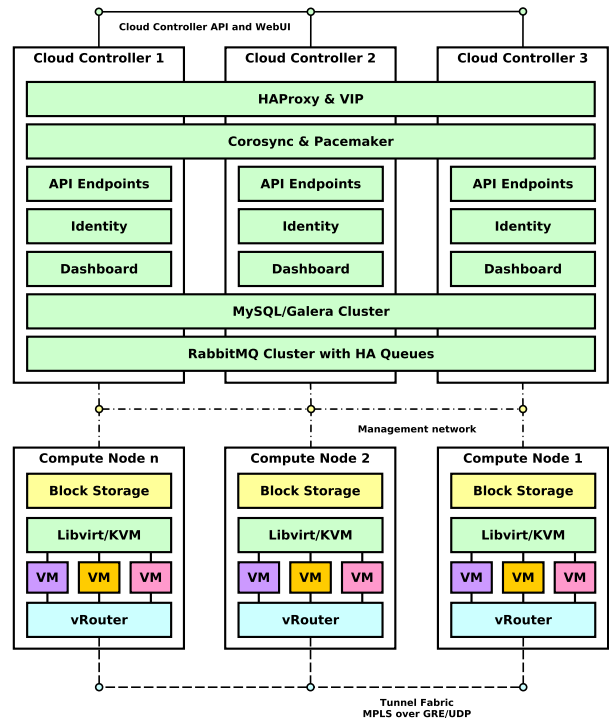 Cloud Controller API and WebUI
Cloud Controller 1
Cloud Controller 2
Cloud Controller 3
HAProxy & VIP
Corosync & Pacemaker
API Endpoints
API Endpoints
API Endpoints
Identity
Identity
Identity
Dashboard
Dashboard
Dashboard
MySQL/Galera Cluster
RabbitMQ Cluster with HA Queues
Management network
Compute Node n
Compute Node 2
Compute Node 1
Block Storage
Block Storage
Block Storage
Libvirt/KVM
Libvirt/KVM
Libvirt/KVM
VM
VM
VM
VM
VM
VM
VM
VM
VM
vRouter
vRouter
vRouter
Tunnel Fabric
MPLS over GRE/UDP